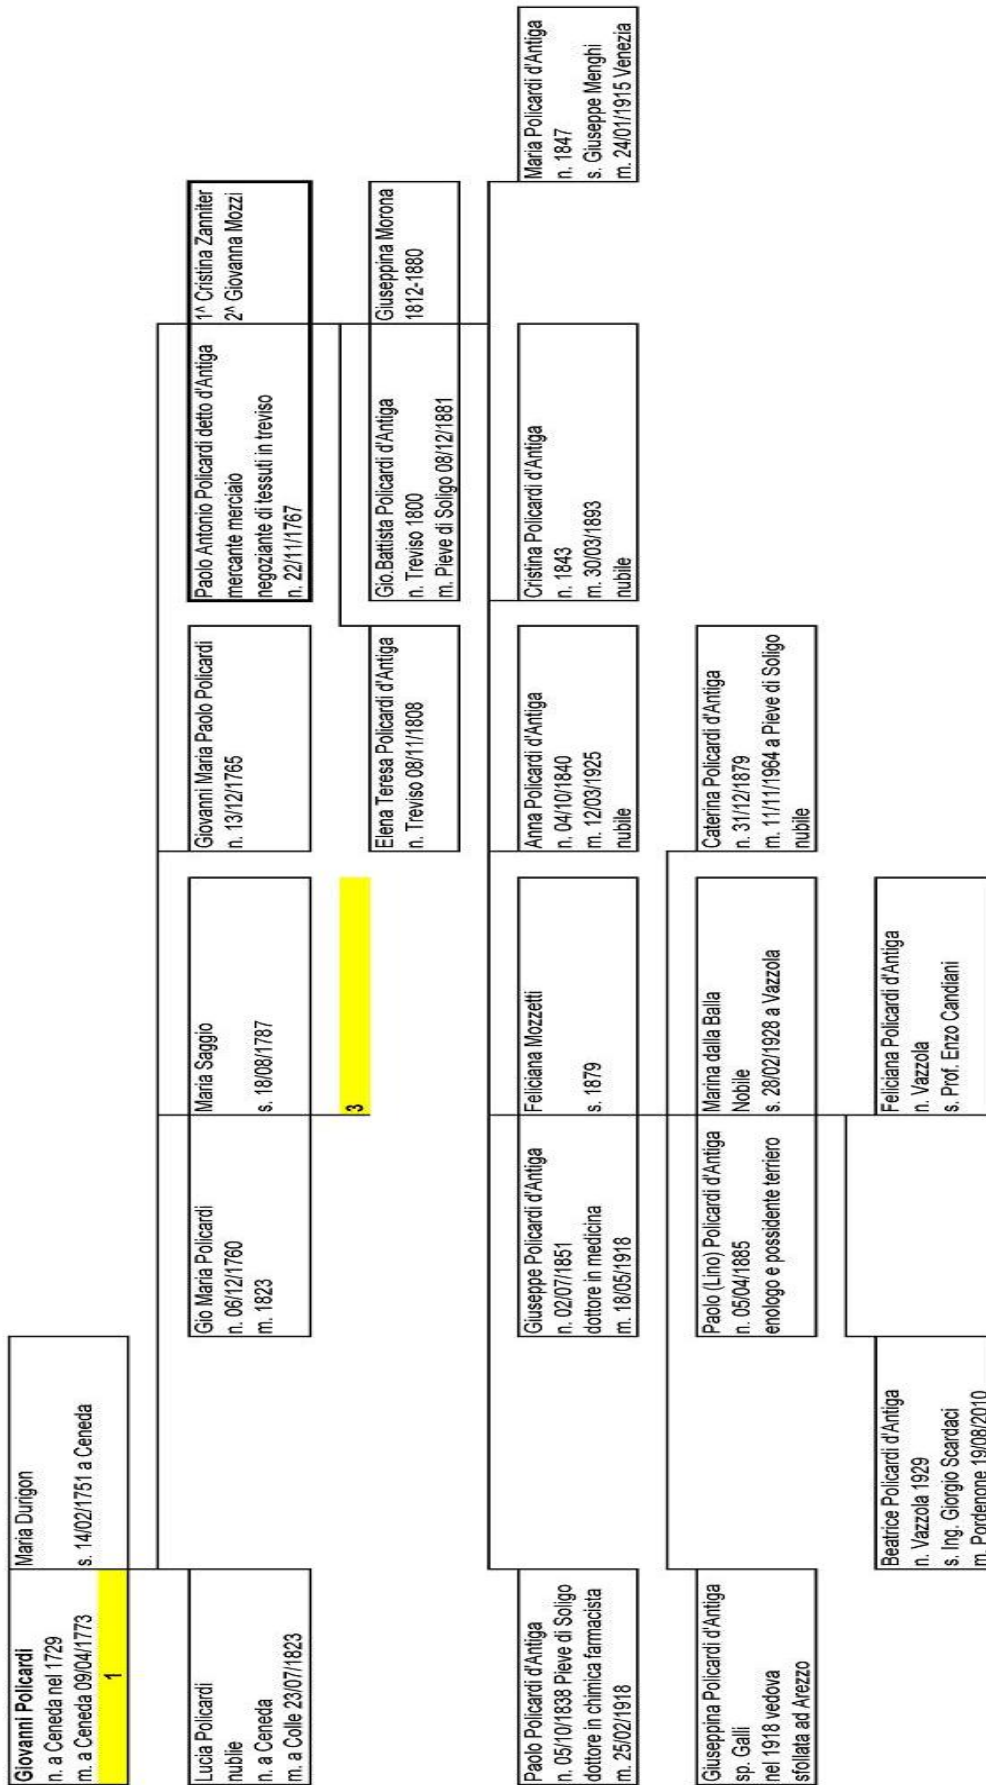 Giovanni Policardi
n. a Ceneda nel 1729
m. a Ceneda 09/04/1773
1
Maria Durigon
s. 14/02/1751 a Ceneda
Lucia Policardi
nublie
n. a Ceneda
m. a Colle 23/07/1823
Gio Maria Policardi
n. 06/12/1760
m. 1823
Maria Saggio
s. 18/08/1787
3
Giovanni Maria Paolo Policardi
n. 13/12/1765
Paolo Antonio Policardi detto d'Antiga
mercante merciaio
negoziante di tessuti in treviso
n. 22/11/1767
1^ Cristina Zanniter
2^ Giovanna Mozzi
Elena Teresa Policardi d'Antiga
n. Treviso 08/11/1808
Gio.Battista Policardi d'Antiga
n. Treviso 1800
m. Pieve di Soligo 08/12/1881
Giuseppina Morona
1812-1880
Paolo Policardi d'Antiga
n. 05/10/1838 Pieve di Soligo
dottore in chimica farmacista
m. 25/02/1918
Giuseppe Policardi d'Antiga
n. 02/07/1851
dottore in medicina
m. 18/05/1918
Feliciana Mozzetti
s. 1879
Anna Policardi d'Antiga
n. 04/10/1840
m. 12/03/1925
nubile
Cristina Policardi d'Antiga
n. 1843
m. 30/03/1893
nubile
Maria Policardi d'Antiga
n. 1847
s. Giuseppe Menghi
m. 24/01/1915 Venezia
Giuseppina Policardi d'Antiga
sp. Galli
nel 1918 vedova
sfollata ad Arezzo
Paolo (Lino) Policardi d'Antiga
n. 05/04/1885
enologo e possidente terriero
Marina dalla Balla
Nobile
s. 28/02/1928 a Vazzola
Caterina Policardi d'Antiga
n. 31/12/1879
m. 11/11/1964 a Pieve di Soligo
nubile
Beatrice Policardi d'Antiga
n. Vazzola 1929
s. Ing. Giorgio Scardaci
m. Pordenone 19/08/2010
Feliciana Policardi d'Antiga
n. Vazzola
s. Prof. Enzo Candiani